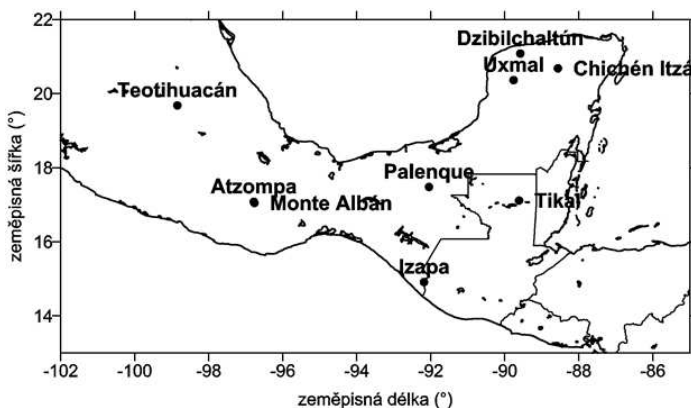 22
20
18
16
14
zeměpisná šířka (°)
Dzibilchaltún
Uxmal
Chichén Itzá
Teotihuacán
Palenque
Atzompa
Monte Albán
Tikal
Izapa
-102
-100
-98
-96
-94
-92
-90
-88
-86
zeměpisná délka (°)